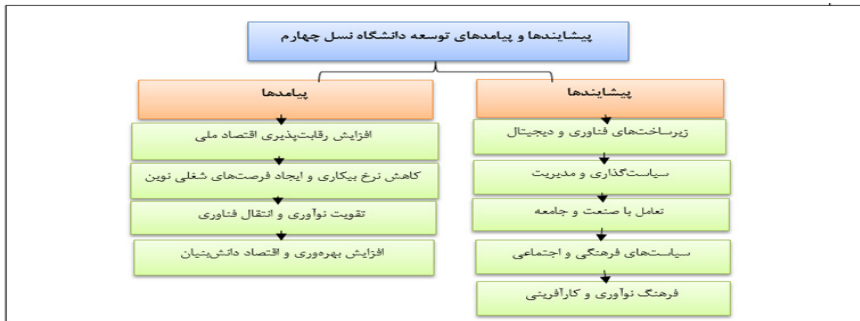 پیشایندها و پیامدهای توسعه دانشگاه نسل چهارم
پیشایندها
زیرساخت‌های فناوری و دیجیتال
سیاست‌گذاری و مدیریت
تعامل با صنعت و جامعه
سیاست‌های فرهنگی و اجتماعی
فرهنگ نوآوری و کارآفرینی
پیامدها
افزایش رقابت‌پذیری اقتصاد ملی
کاهش نرخ بیکاری و ایجاد فرصت‌های شغلی نوین
تقویت نوآوری و انتقال فناوری
افزایش بهره‌وری و اقتصاد دانش‌بنیان